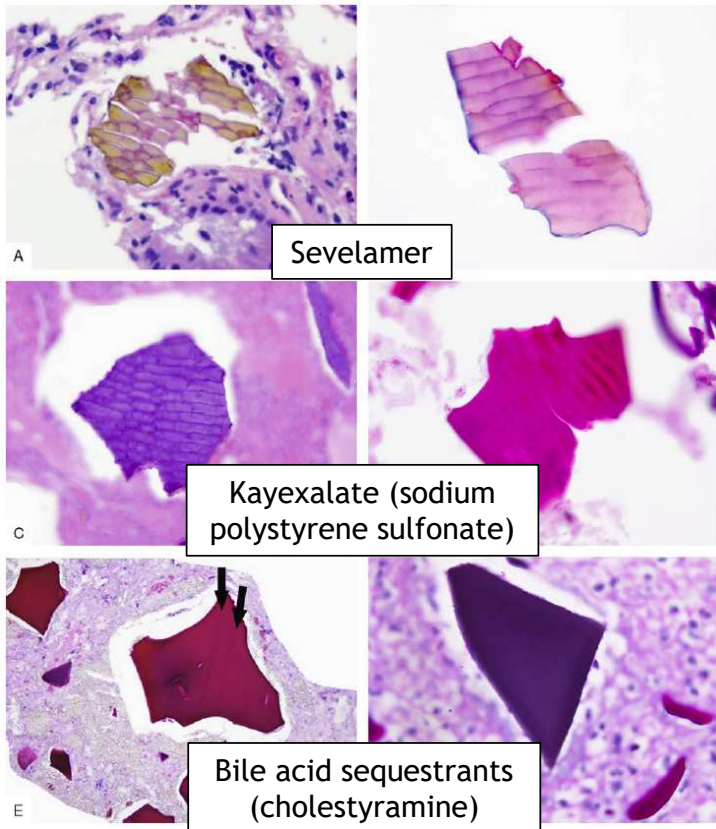 A
Sevelamer
C
Kayexalate (sodium
polystyrene sulfonate)
E
Bile acid sequestrants
(cholestyramine)